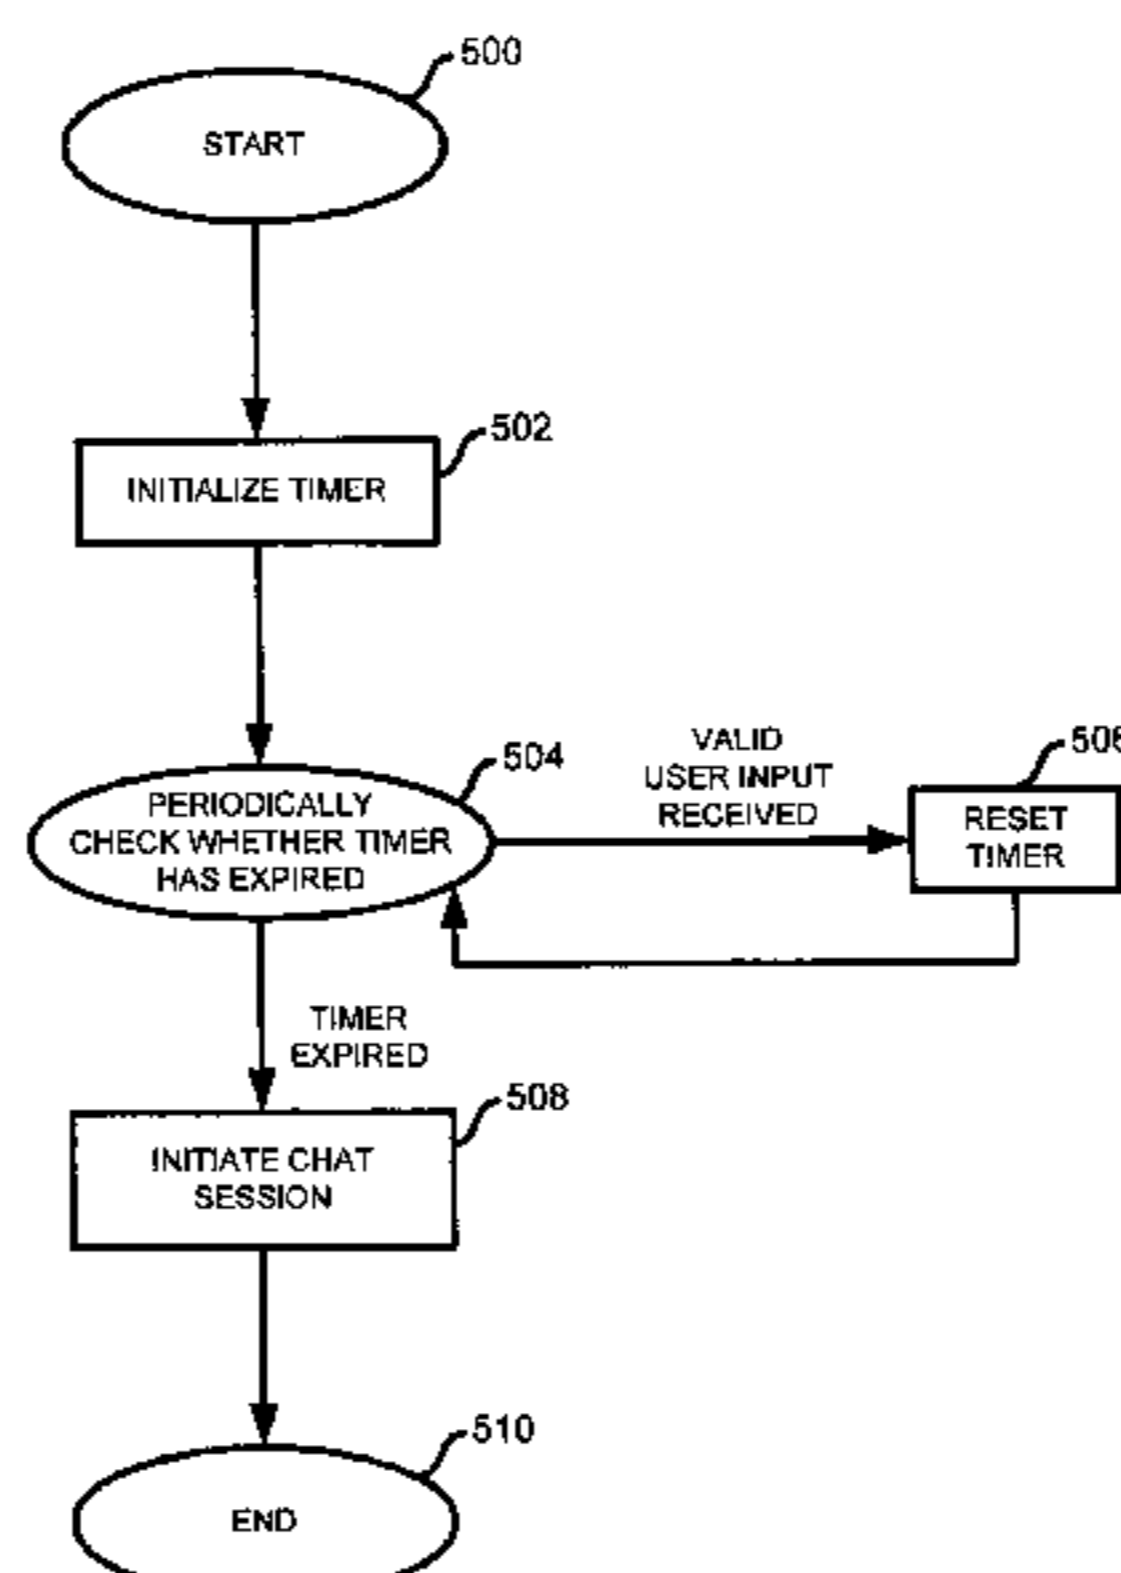 500
START
502
INITIALIZE TIMER
504
PERIODICALLY
CHECK WHETHER TIMER
HAS EXPIRED
VALID
USER INPUT
RECEIVED
506
RESET
TIMER
TIMER
EXPIRED
508
INITIATE CHAT
SESSION
510
END